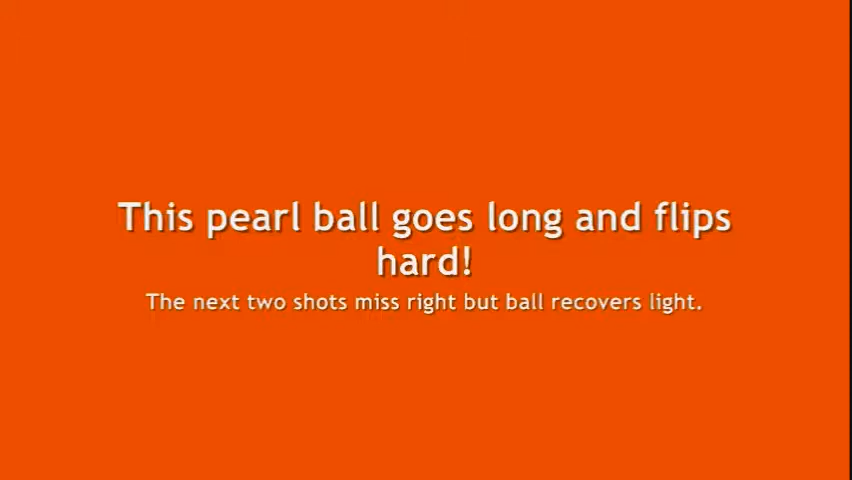 This pearl ball goes long and flips
hard!
The next two shots miss right but ball recovers light.